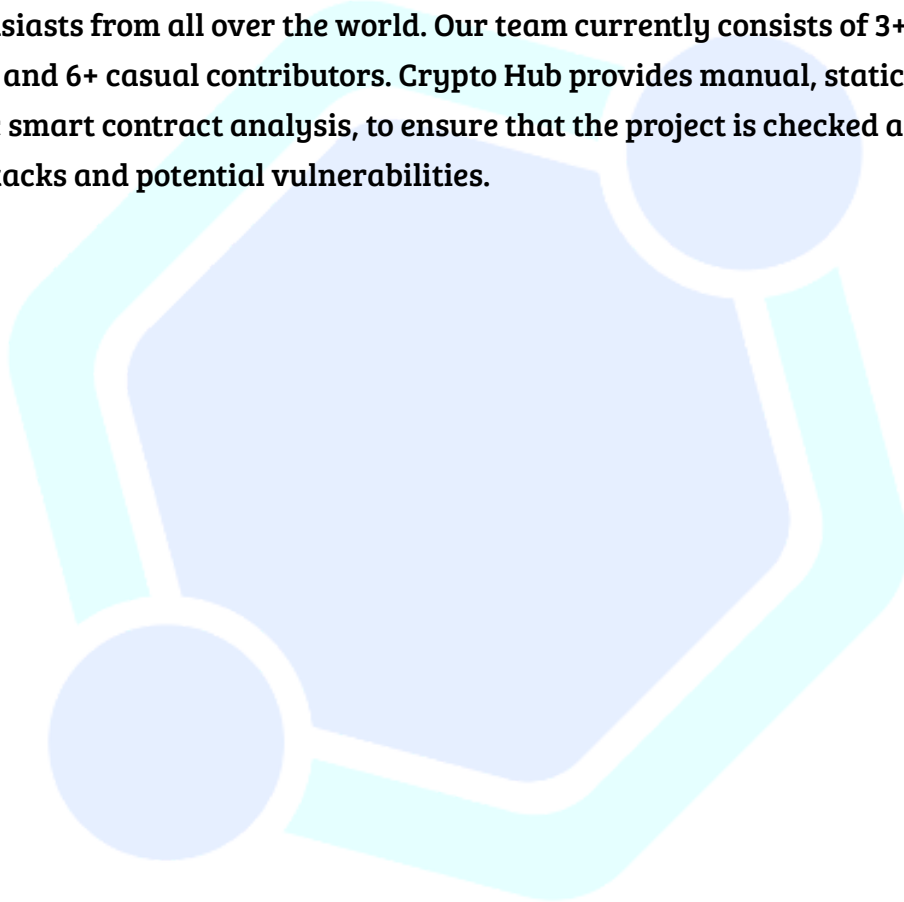 siasts from all over the world. Our team currently consists of 3+
and 6+ casual contributors. Crypto Hub provides manual, static
smart contract analysis, to ensure that the project is checked a
tacks and potential vulnerabilities.